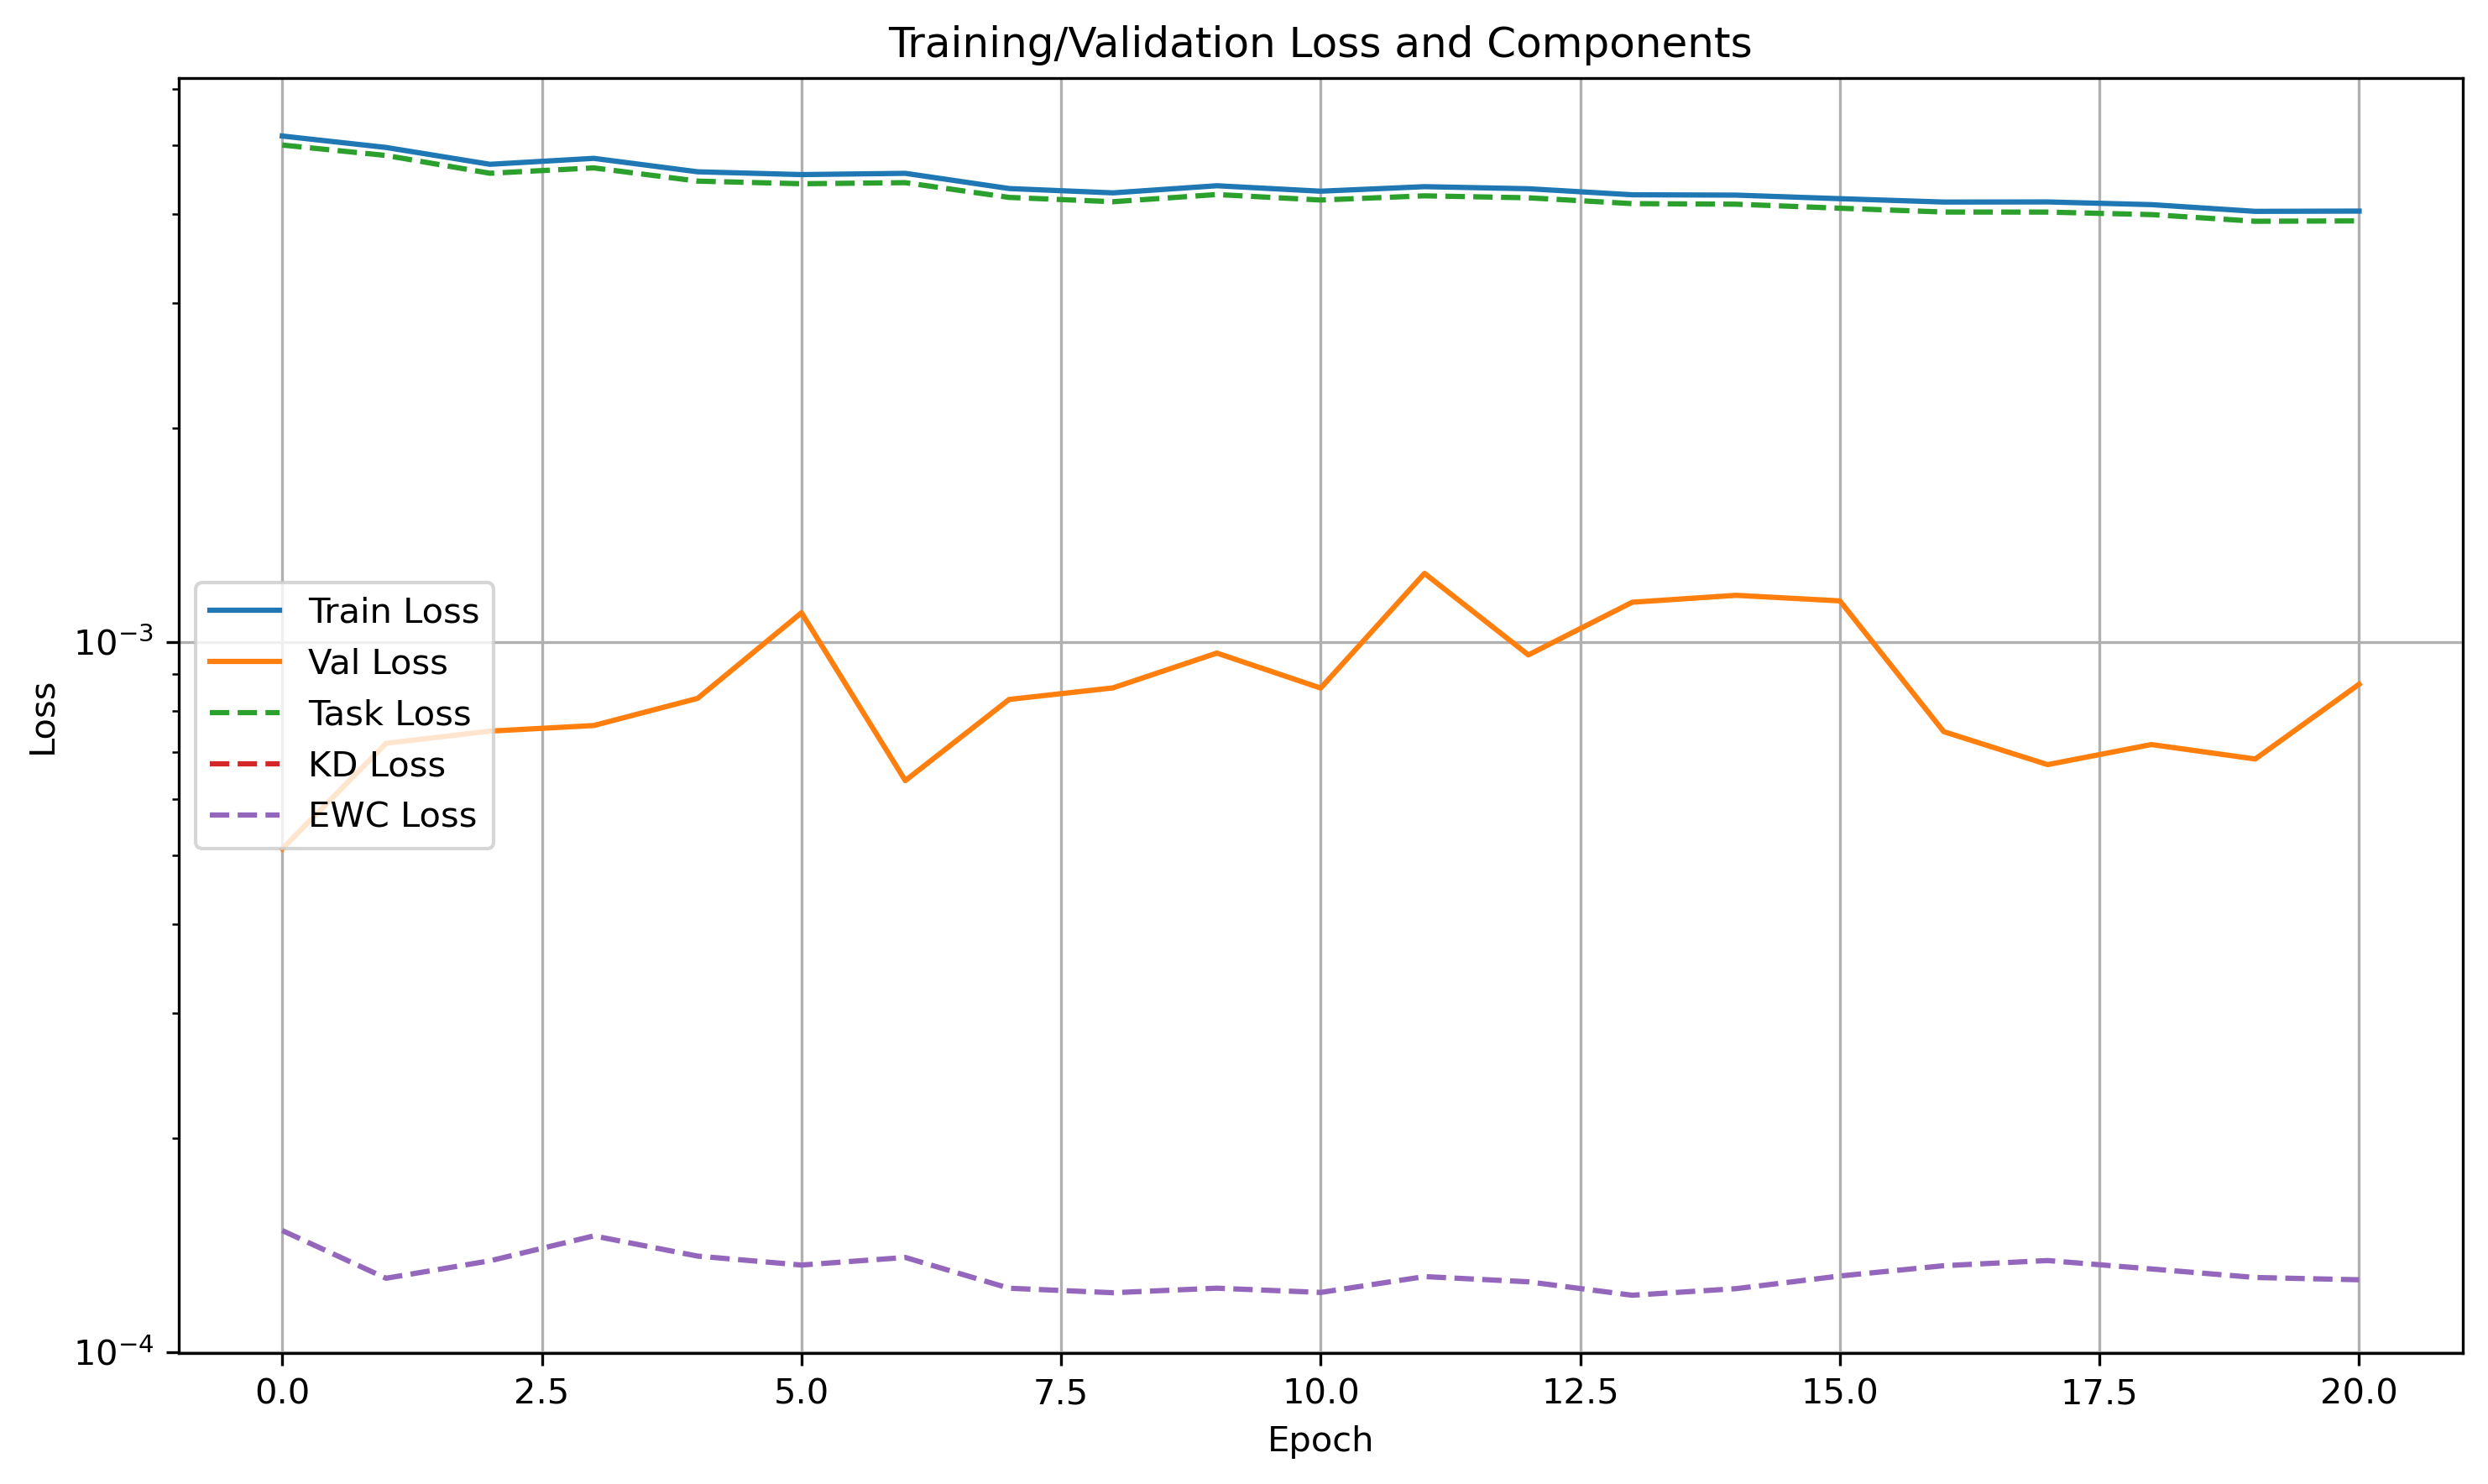 Training/Validation Loss and Components
Loss
10⁻³
10⁻⁴
Train Loss
Val Loss
Task Loss
KD Loss
EWC Loss
0.0 2.5 5.0 7.5 10.0 12.5 15.0 17.5 20.0
Epoch